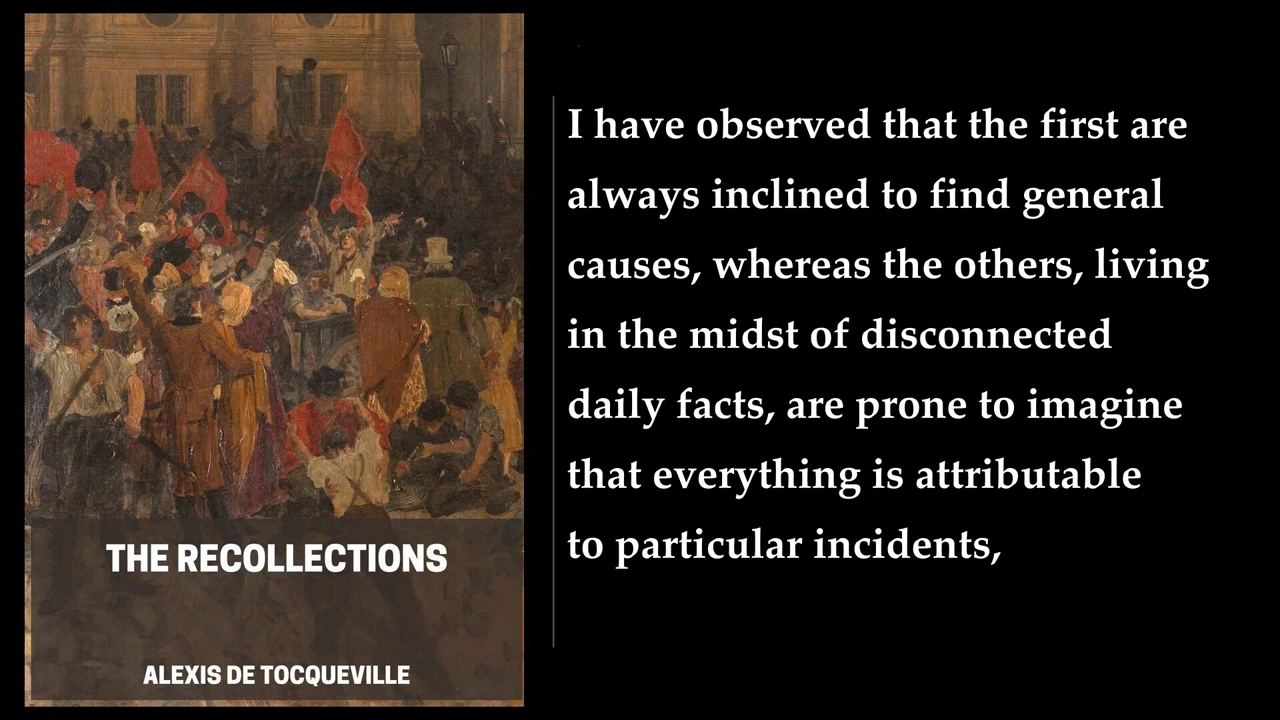 THE RECOLLECTIONS
ALEXIS DE TOCQUEVILLE
I have observed that the first are
always inclined to find general
causes, whereas the others, living
in the midst of disconnected
daily facts, are prone to imagine
that everything is attributable
to particular incidents,